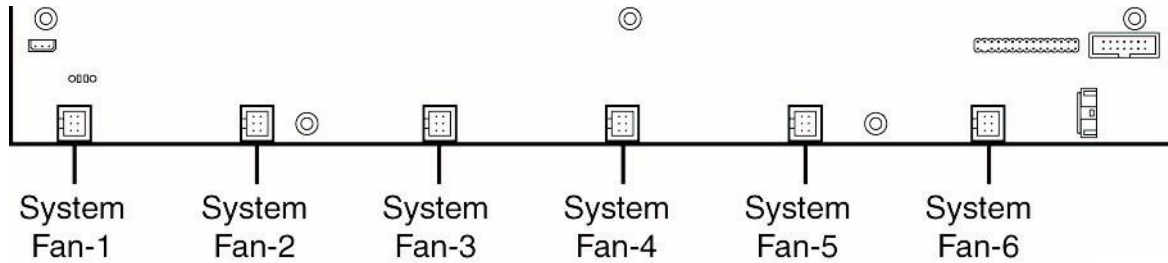 System Fan-1
System Fan-2
System Fan-3
System Fan-4
System Fan-5
System Fan-6